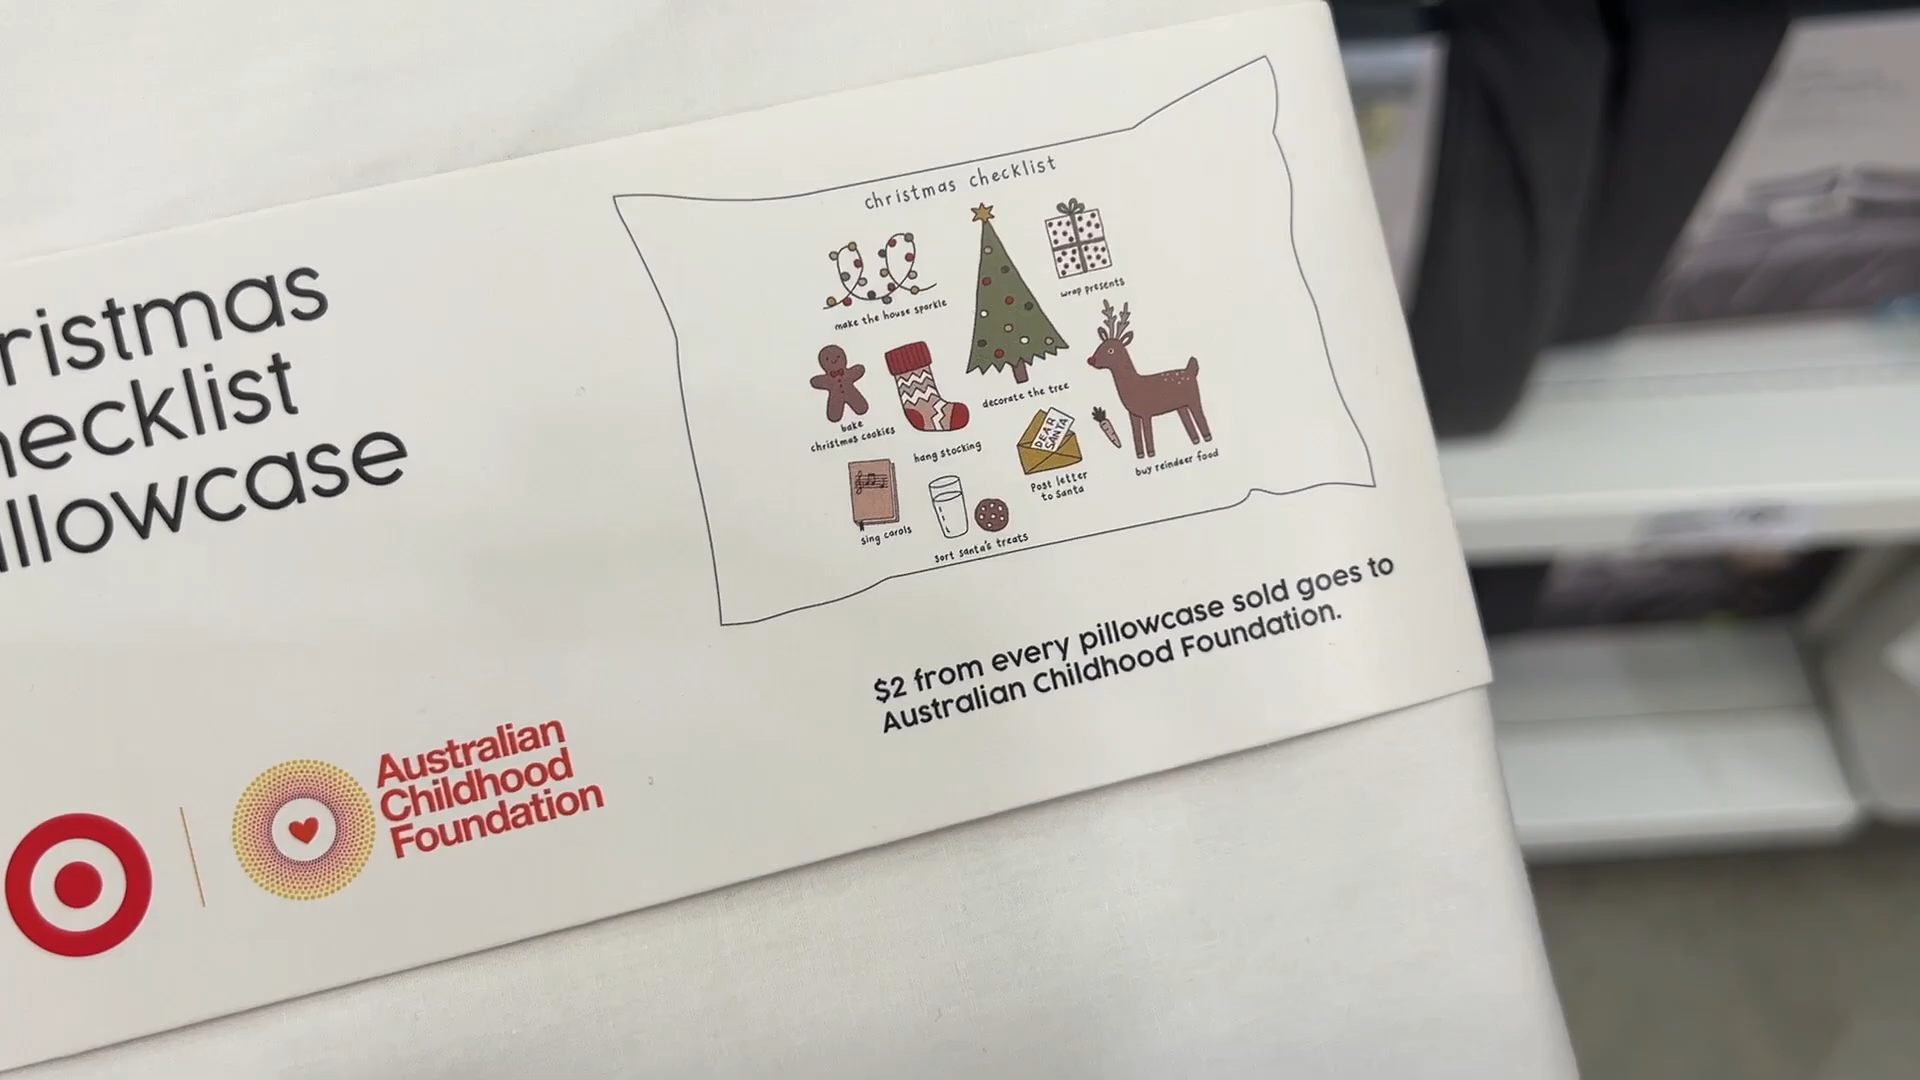 ristmas
hecklist
illowcase
christmas checklist
make the house sparkle
wrap presents
decorate the tree
bake
christmas cookies
hang stocking
DEAR
SANTA
Post letter
to santa
buy reindeer food
sing carols
sort santa's treats
$2 from every pillowcase sold goes to
Australian Childhood Foundation.
Australian
Childhood
Foundation